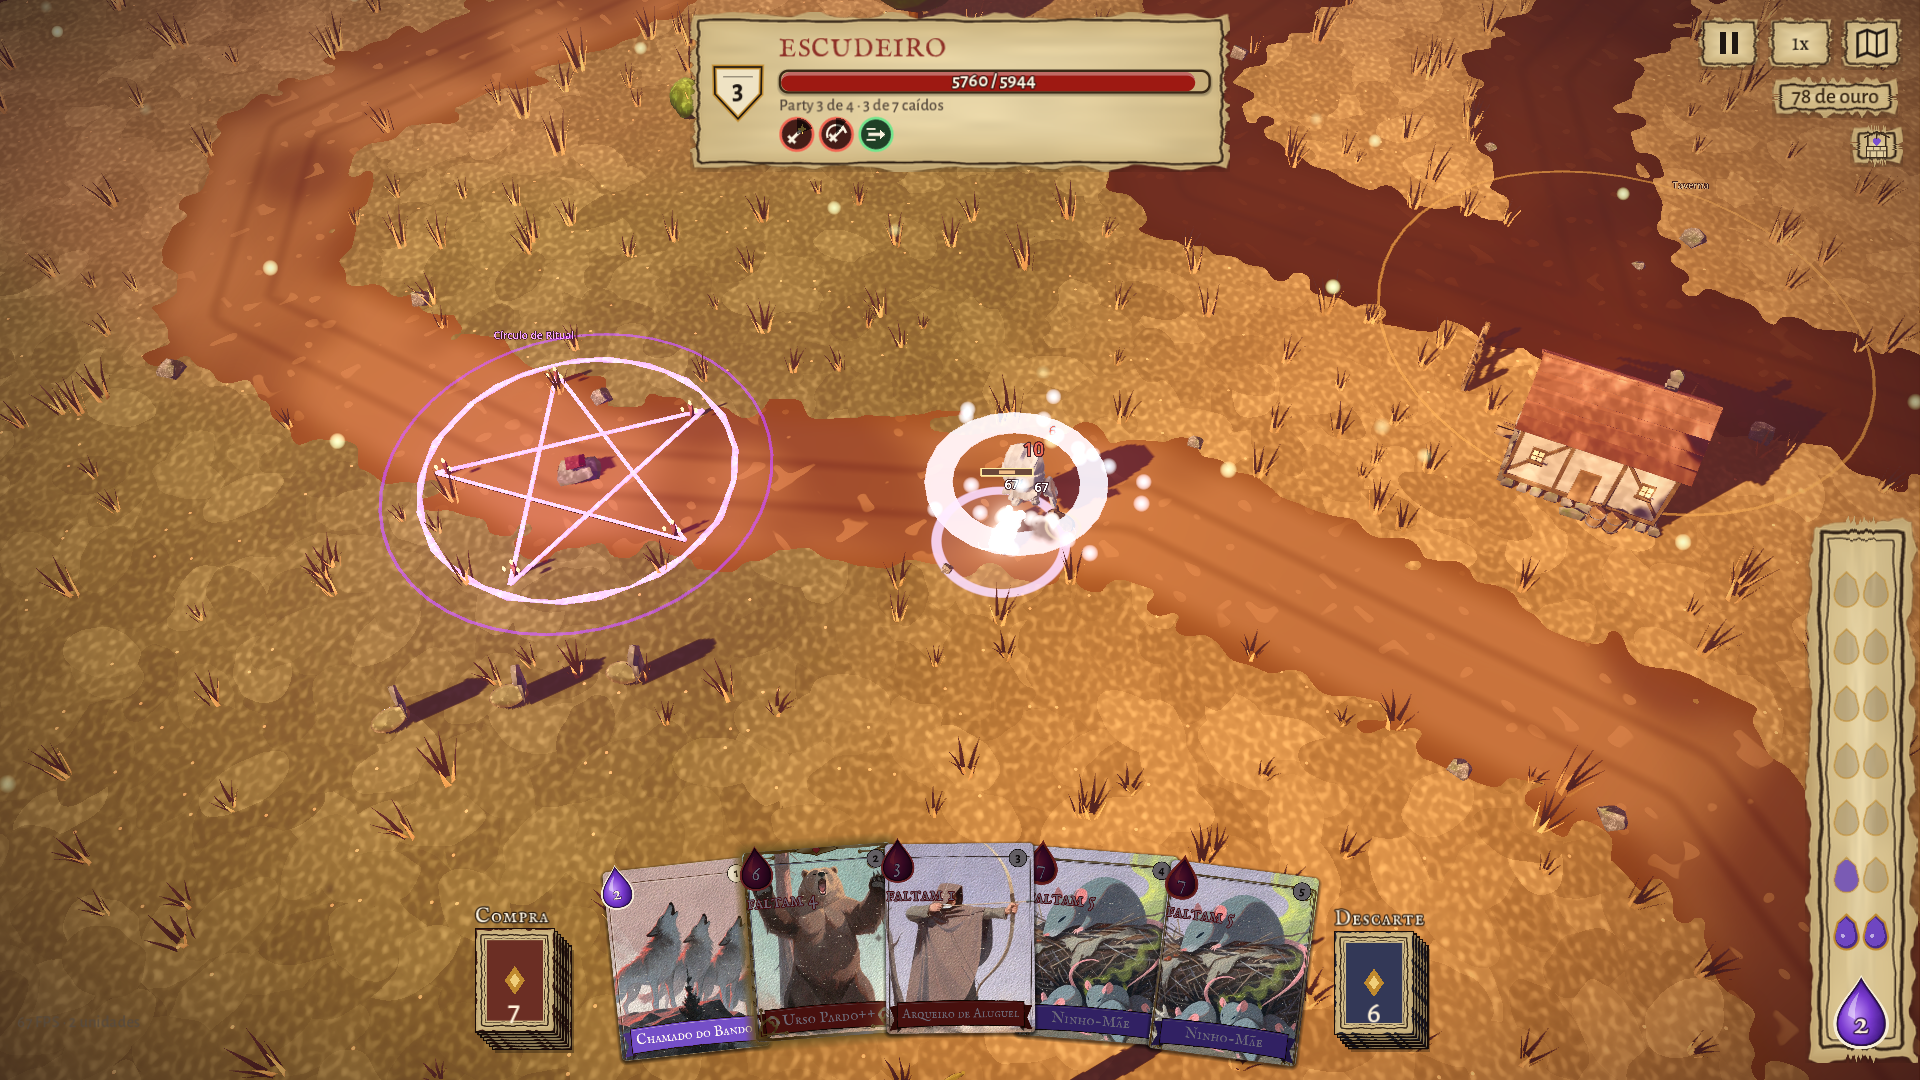 ESCUDEIRO
3
5760/5944
Party 3 de 4 · 3 de 7 caídos
1x
78 de ouro
Taverna
Círculo de Ritual
10
6
67
67
Compra
7
2
1
Chamado do Bando
6
2
FALTAM 4
Urso Pardo++
3
3
FALTAM 1
Arqueiro de Aluguel
7
4
FALTAM 5
Ninho-Mãe
7
5
FALTAM 5
Ninho-Mãe
Descarte
6
2